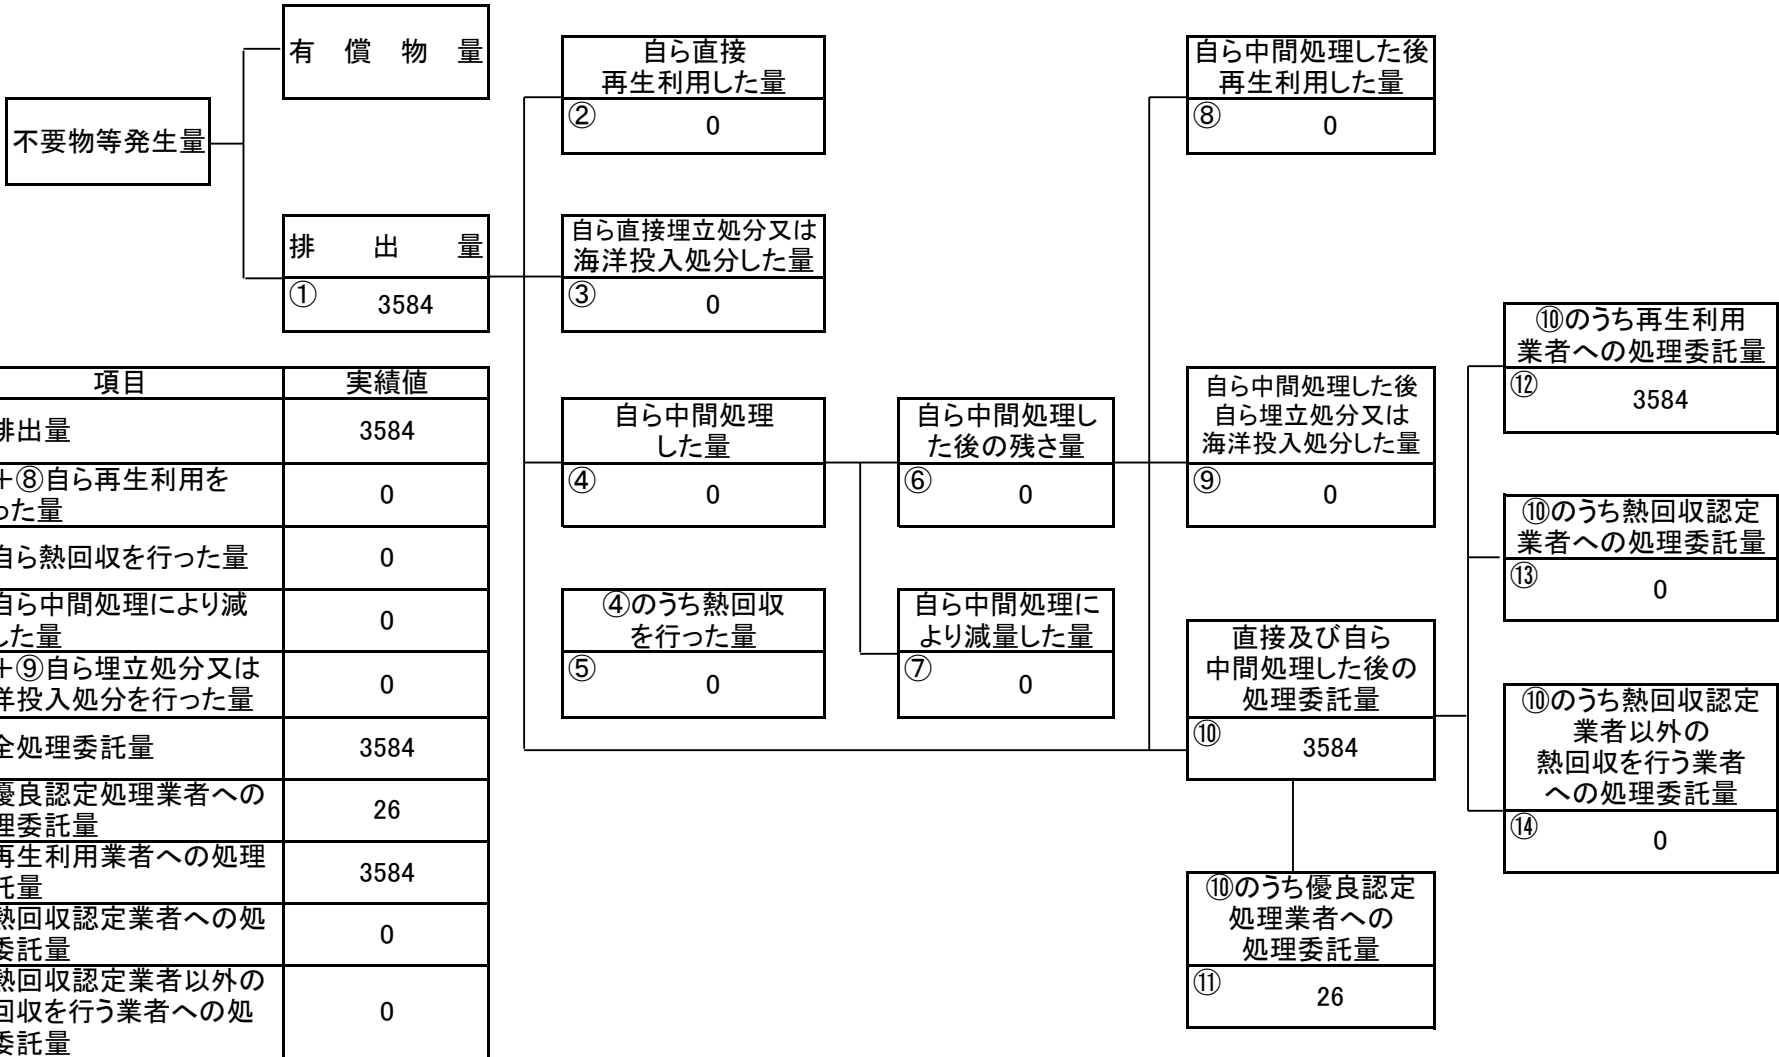 有 償 物 量
不要物等発生量
排 出 量
① 3584
自ら直接
再生利用した量
② 0
自ら直接埋立処分又は
海洋投入処分した量
③ 0
自ら中間処理
した量
④ 0
④のうち熱回収
を行った量
⑤ 0
自ら中間処理し
た後の残さ量
⑥ 0
自ら中間処理に
より減量した量
⑦ 0
自ら中間処理した後
再生利用した量
⑧ 0
自ら中間処理した後
自ら埋立処分又は
海洋投入処分した量
⑨ 0
直接及び自ら
中間処理した後の
処理委託量
⑩ 3584
⑩のうち優良認定
処理業者への
処理委託量
⑪ 26
⑩のうち再生利用
業者への処理委託量
⑫ 3584
⑩のうち熱回収認定
業者への処理委託量
⑬ 0
⑩のうち熱回収認定
業者以外の
熱回収を行う業者
への処理委託量
⑭ 0
項目 実績値
排出量 3584
+⑧自ら再生利用を
った量 0
自ら熱回収を行った量 0
自ら中間処理により減
した量 0
+⑨自ら埋立処分又は
洋投入処分を行った量 0
全処理委託量 3584
優良認定処理業者への
理委託量 26
再生利用業者への処理
託量 3584
熱回収認定業者への処
委託量 0
熱回収認定業者以外の
回収を行う業者への処
委託量 0